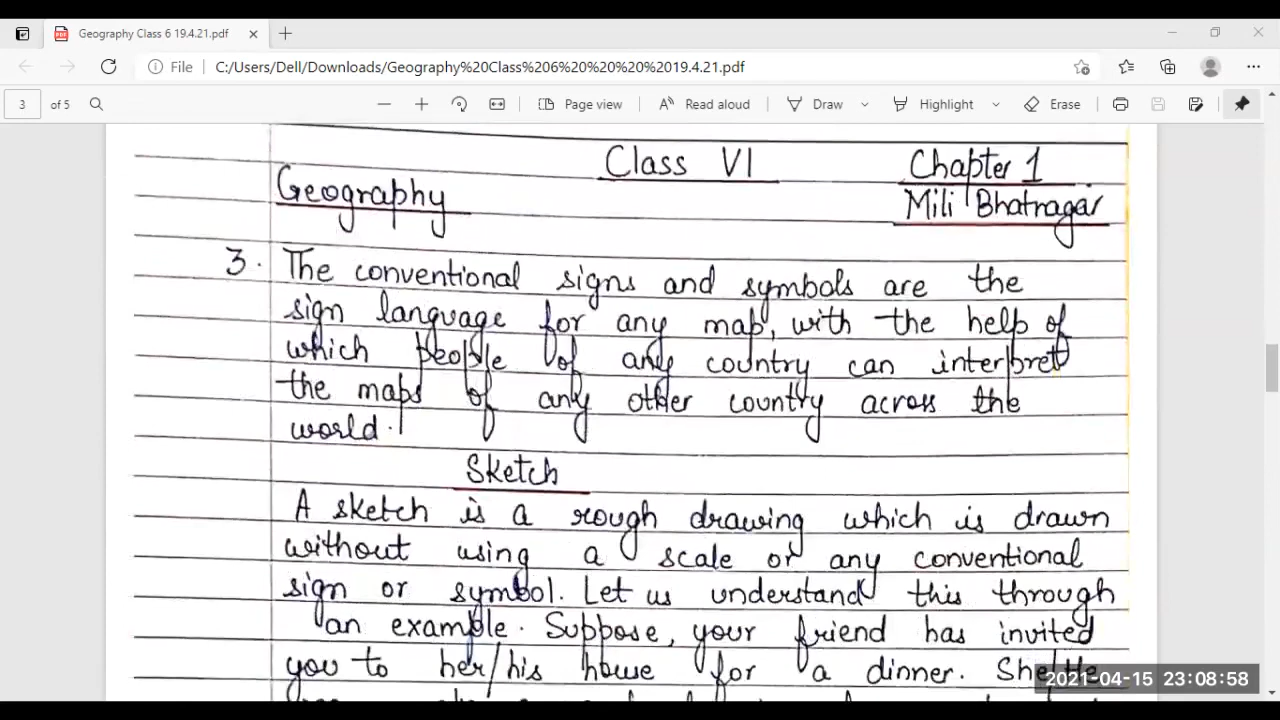 Geography Class 6 19.4.21.pdf
File C:/Users/Dell/Downloads/Geography%20Class%206%20%20%20%2019.4.21.pdf
3 of 5 Page view Read aloud Draw Highlight Erase
Class VI Chapter 1
Geography Mili Bhatnagar
3. The conventional signs and symbols are the
sign language for any map, with the help of
which people of any country can interpret
the maps of any other country across the
world.
Sketch
A sketch is a rough drawing which is drawn
without using a scale or any conventional
sign or symbol. Let us understand this through
an example. Suppose, your friend has invited
you to her/his house for a dinner. She/He
2021-04-15 23:08:58